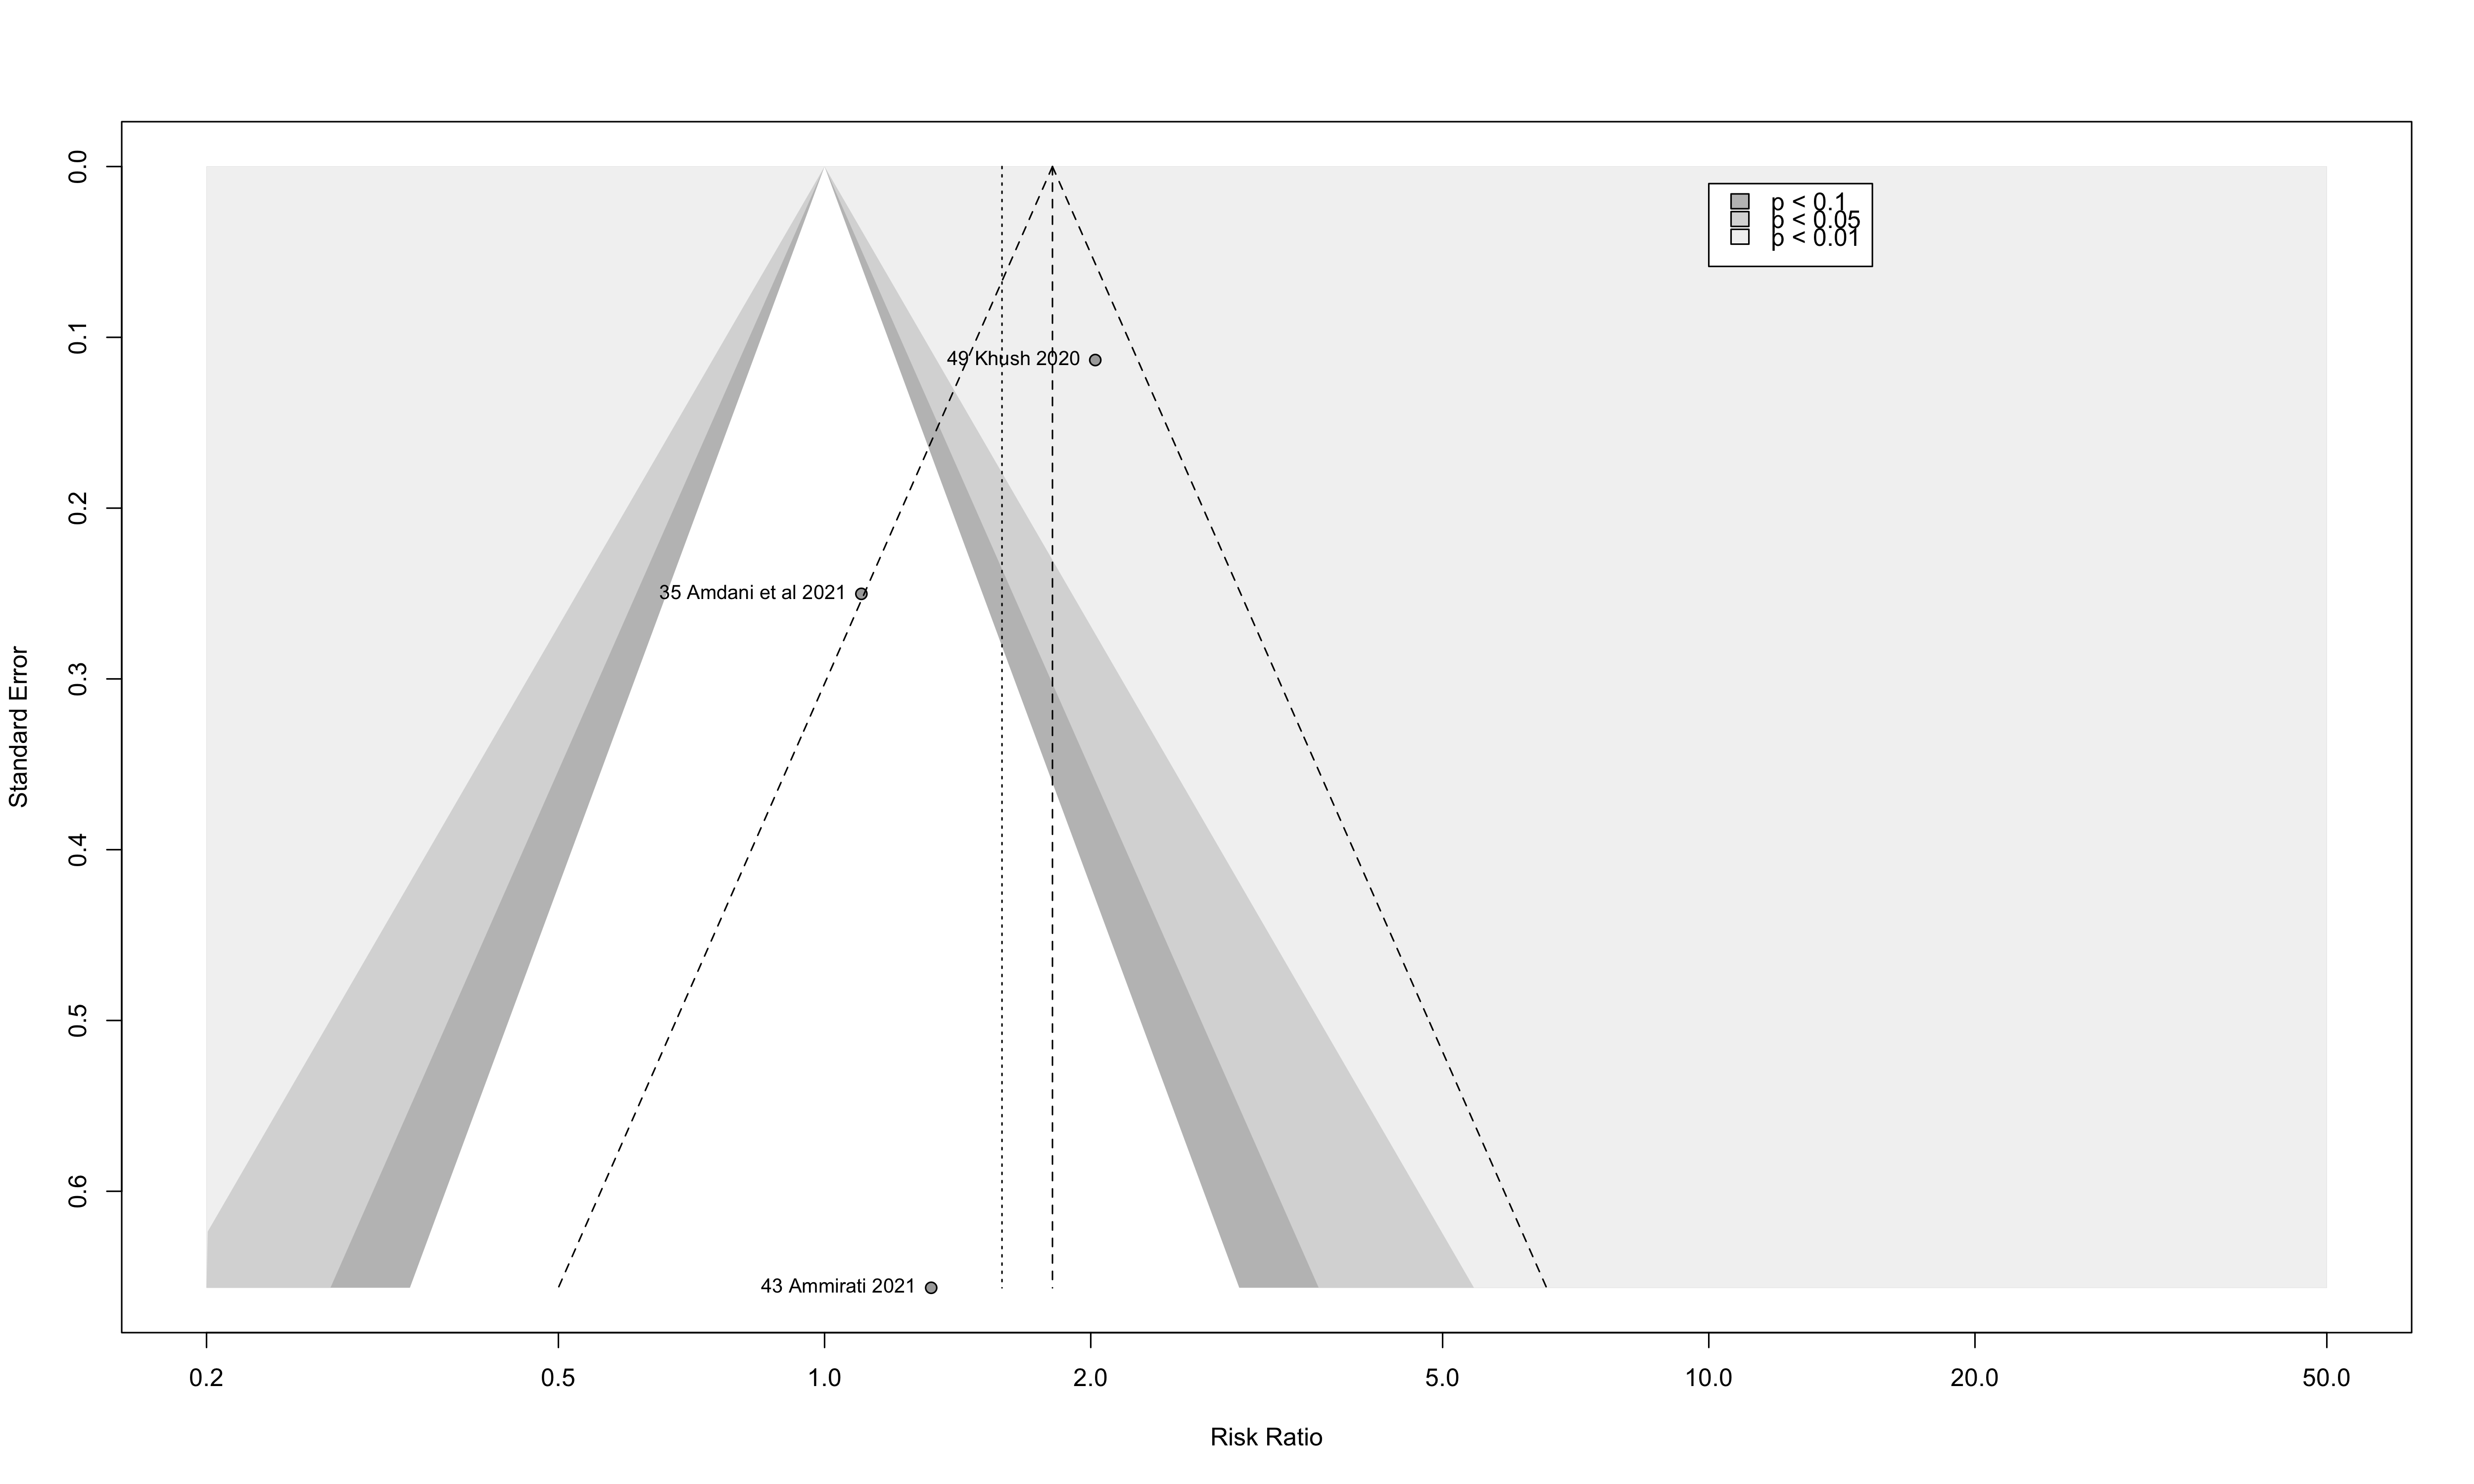 p < 0.1
p < 0.05
p < 0.01
49 Khush 2020
35 Amdani et al 2021
43 Ammirati 2021
Standard Error
0.0
0.1
0.2
0.3
0.4
0.5
0.6
0.2
0.5
1.0
2.0
5.0
10.0
20.0
50.0
Risk Ratio